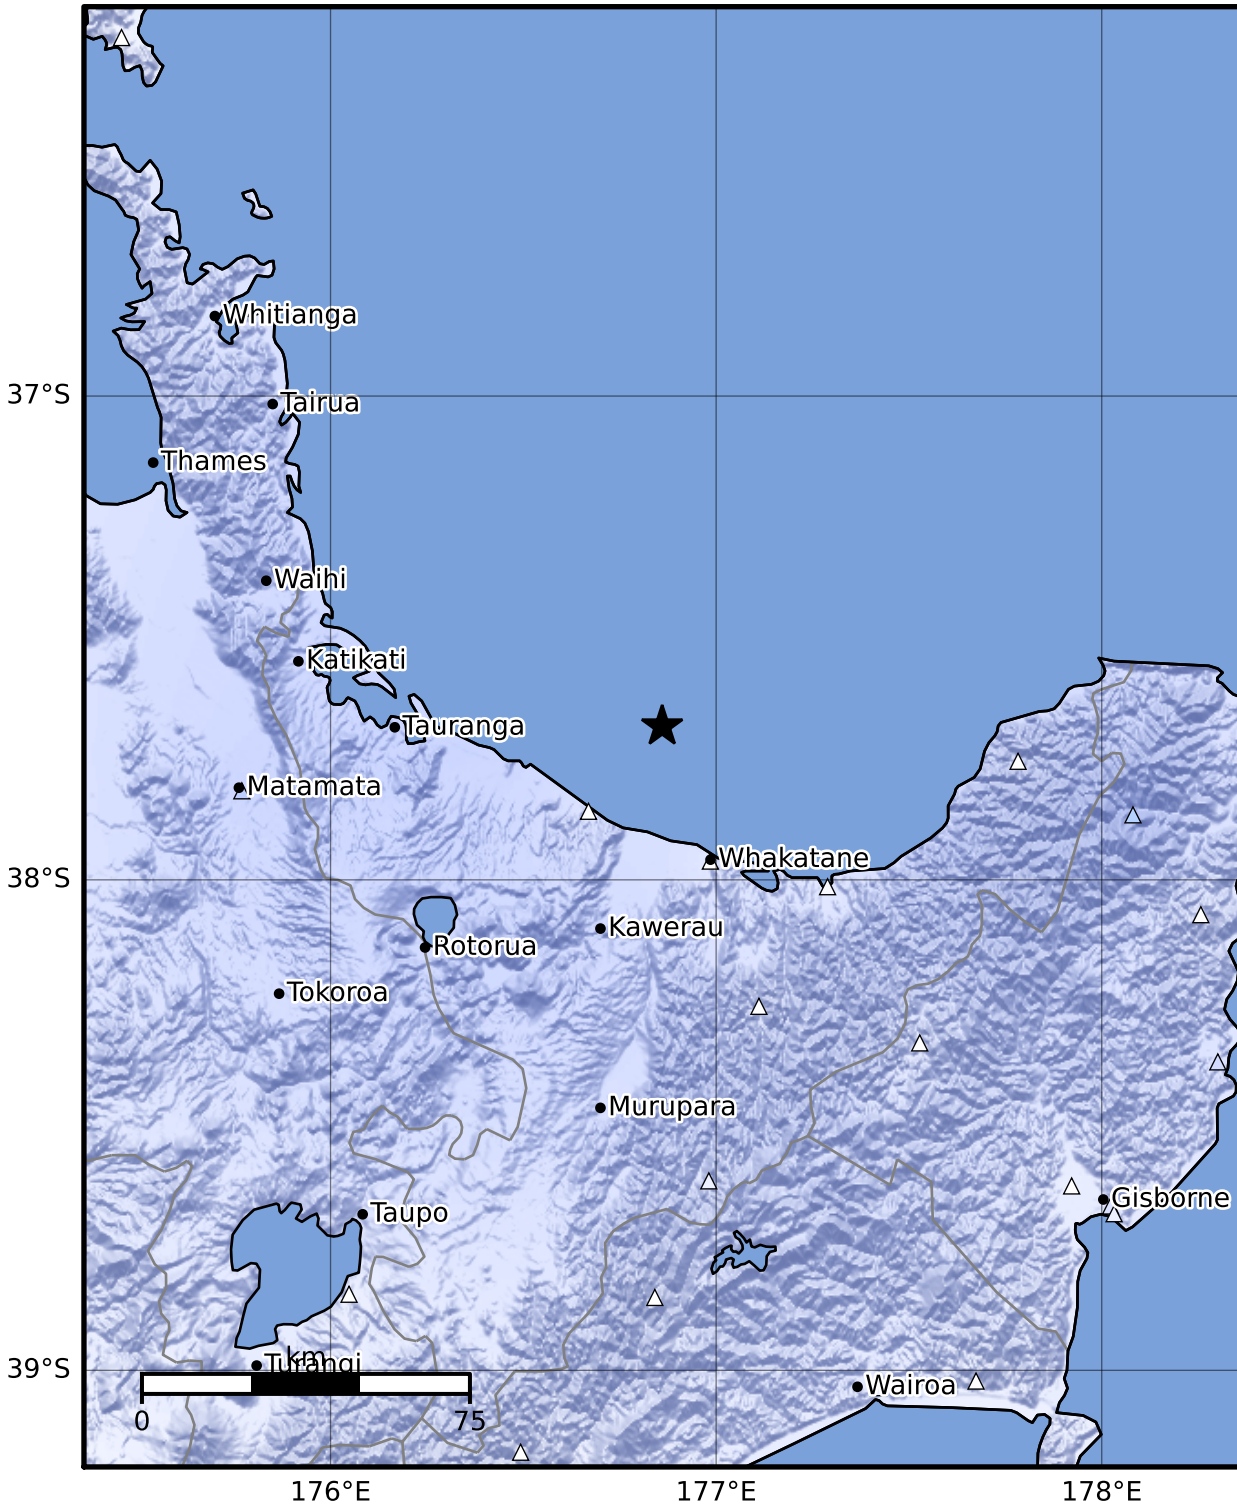 Whitianga
37°S
Tairua
Thames
Waihi
Katikati
Tauranga
Matamata
Whakatane
38°S
Kawerau
Rotorua
Tokoroa
Murupara
Gisborne
Taupo
km
Turangi
39°S
Wairoa
0 75
176°E 177°E 178°E